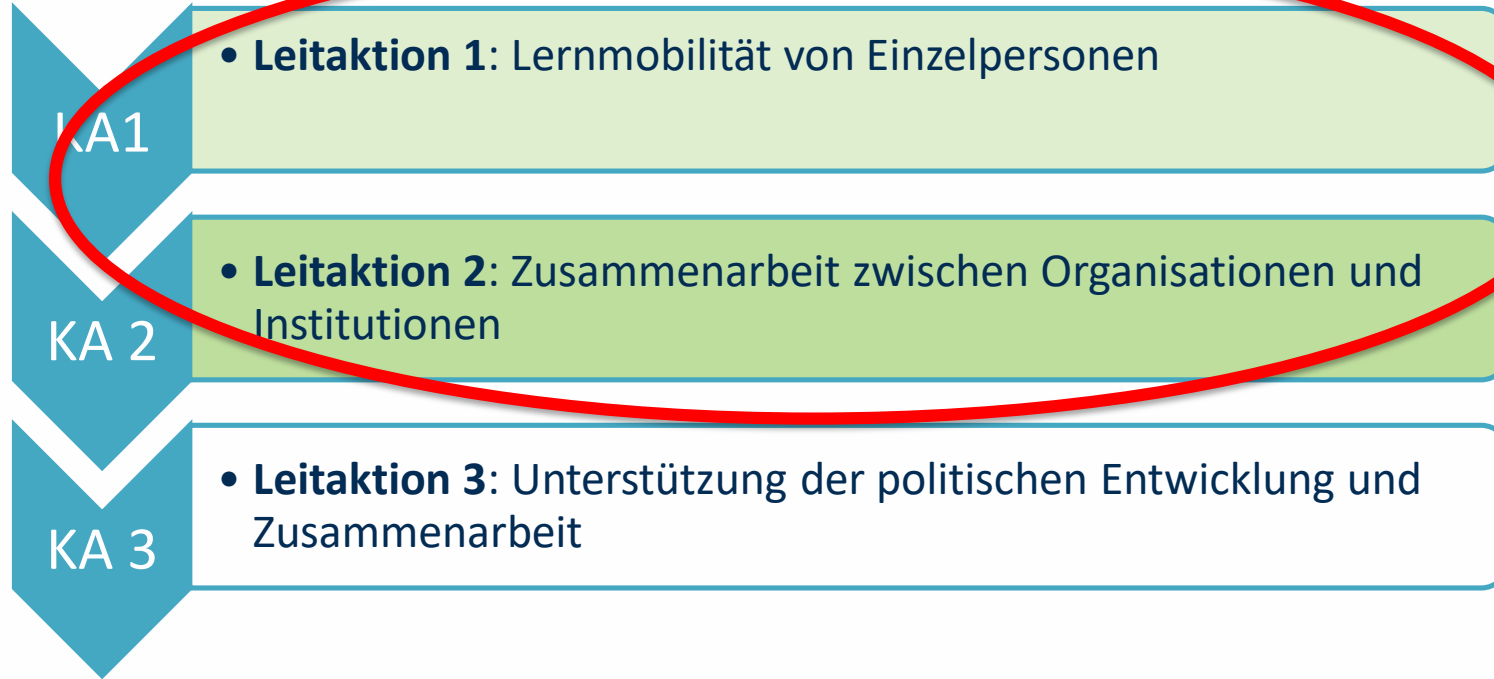 KA1
• Leitaktion 1: Lernmobilität von Einzelpersonen
KA 2
• Leitaktion 2: Zusammenarbeit zwischen Organisationen und
Institutionen
KA 3
• Leitaktion 3: Unterstützung der politischen Entwicklung und
Zusammenarbeit